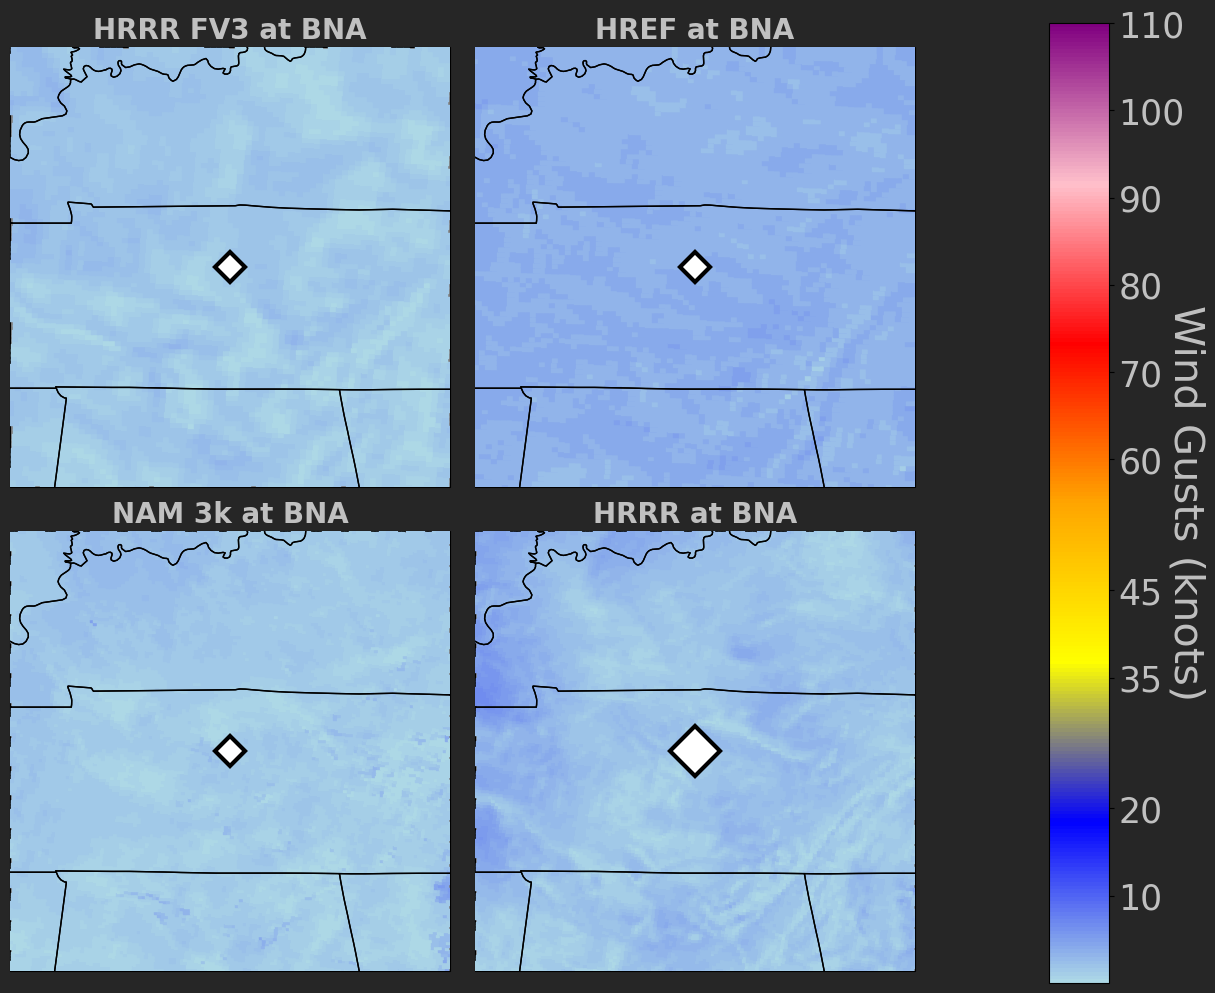 HRRR FV3 at BNA
HREF at BNA
NAM 3k at BNA
HRRR at BNA
110
100
90
80
70
60
45
35
20
10
Wind Gusts (knots)